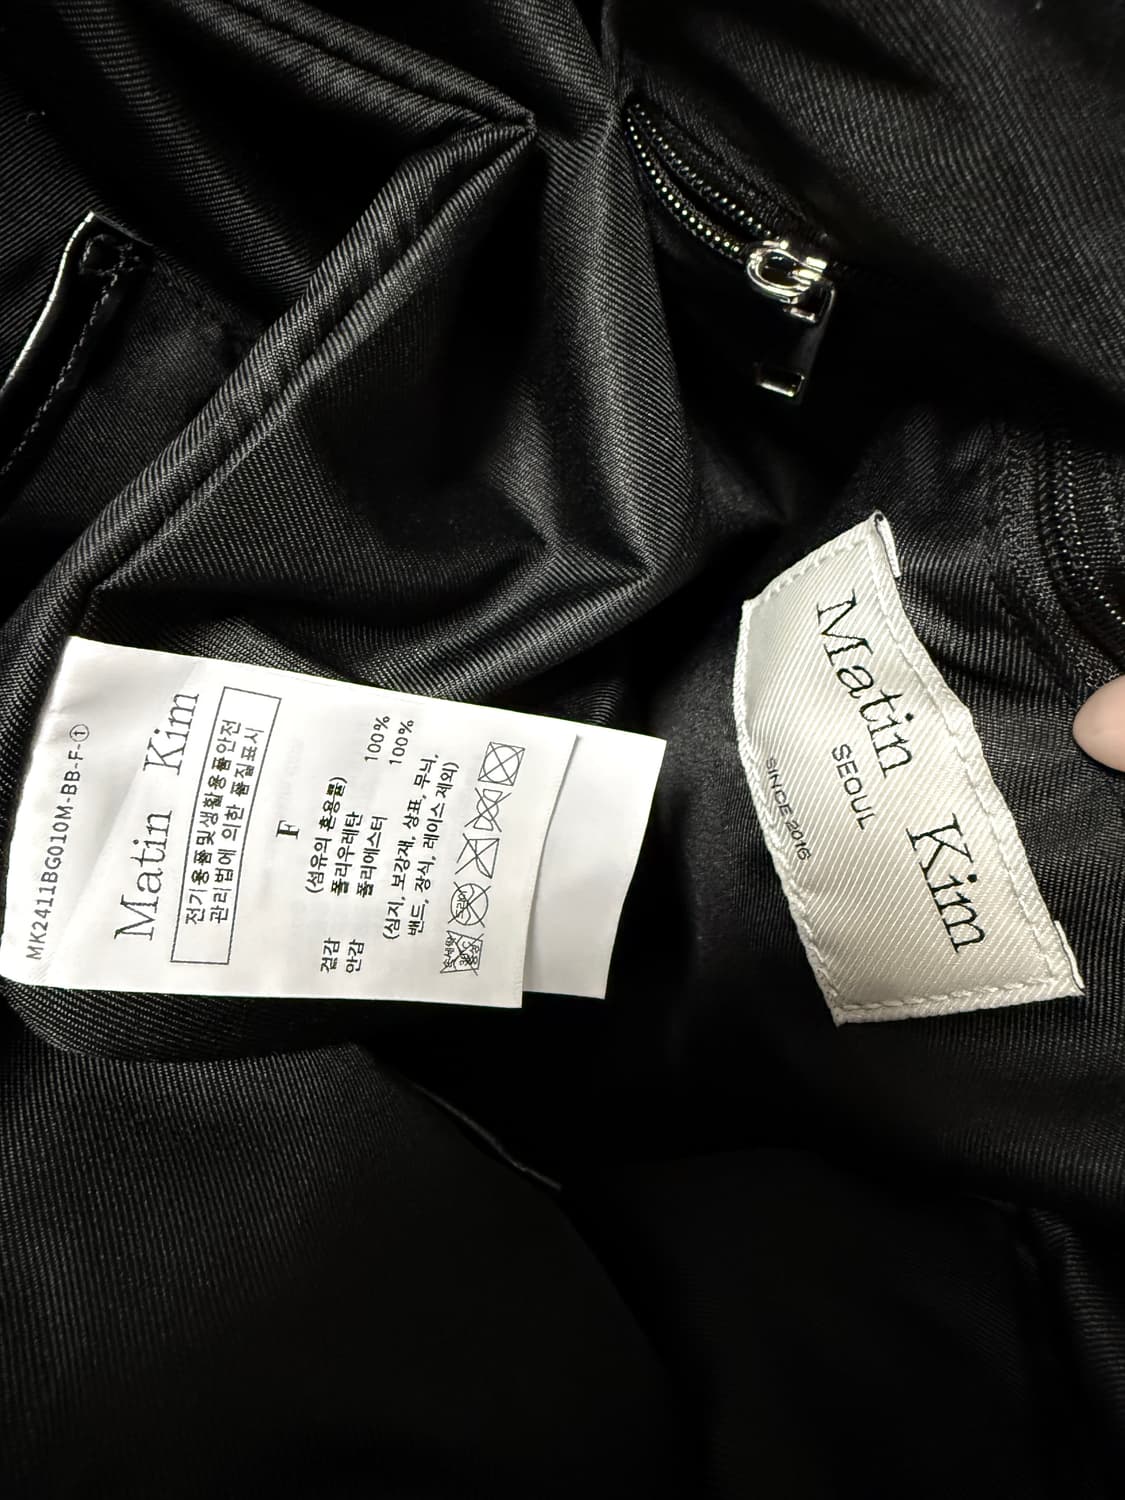 MK2411BG010M-BB-F-①
Matin Kim
전기용품및생활용품안전
관리법에 의한 품질표시
F
(섬유의 혼용률)
겉감 폴리우레탄 100%
안감 폴리에스터 100%
(심지, 보강재, 상표, 무늬,
밴드, 장식, 레이스 제외)
Matin Kim
SEOUL
SINCE 2016